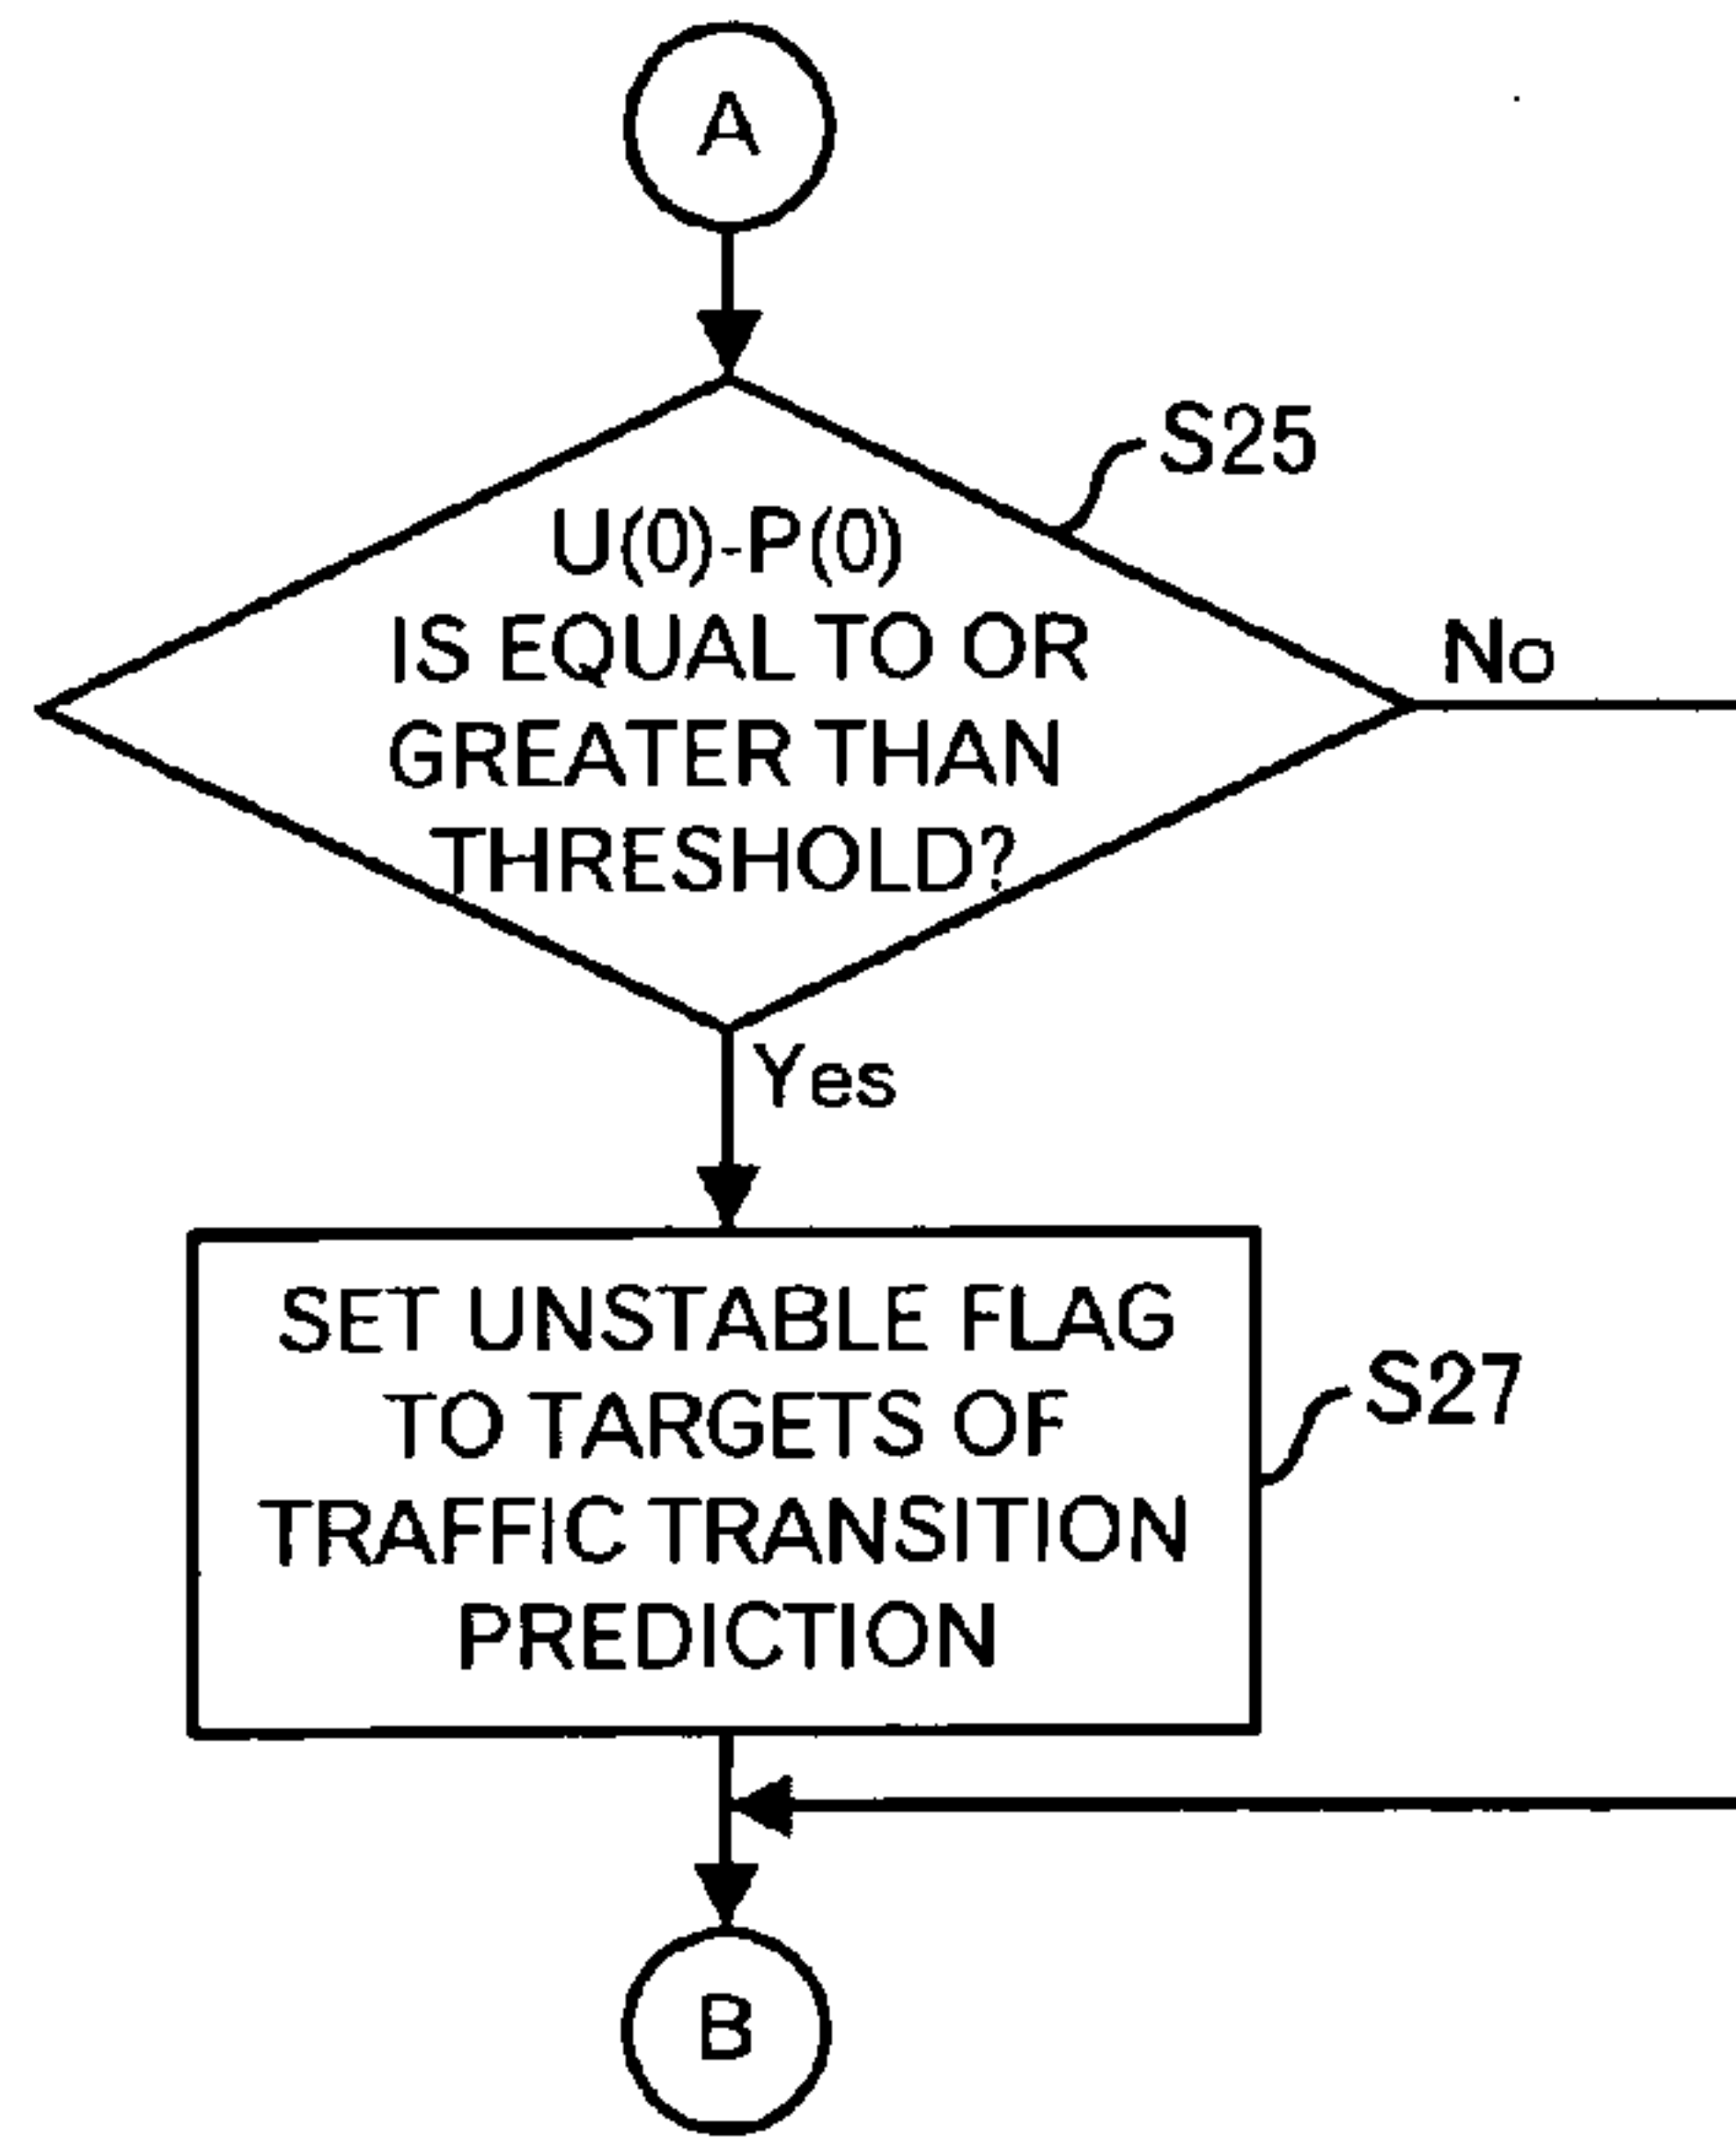 A
S25
U(0)-P(0)
IS EQUAL TO OR
GREATER THAN
THRESHOLD?
No
Yes
SET UNSTABLE FLAG
TO TARGETS OF
TRAFFIC TRANSITION
PREDICTION
S27
B